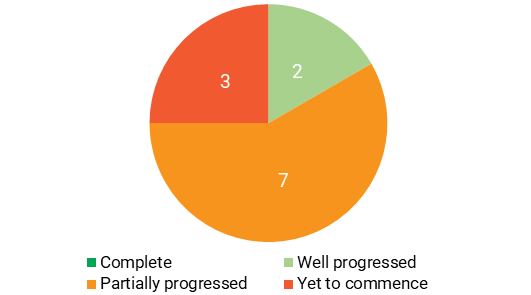 2
3
7
Complete
Well progressed
Partially progressed
Yet to commence